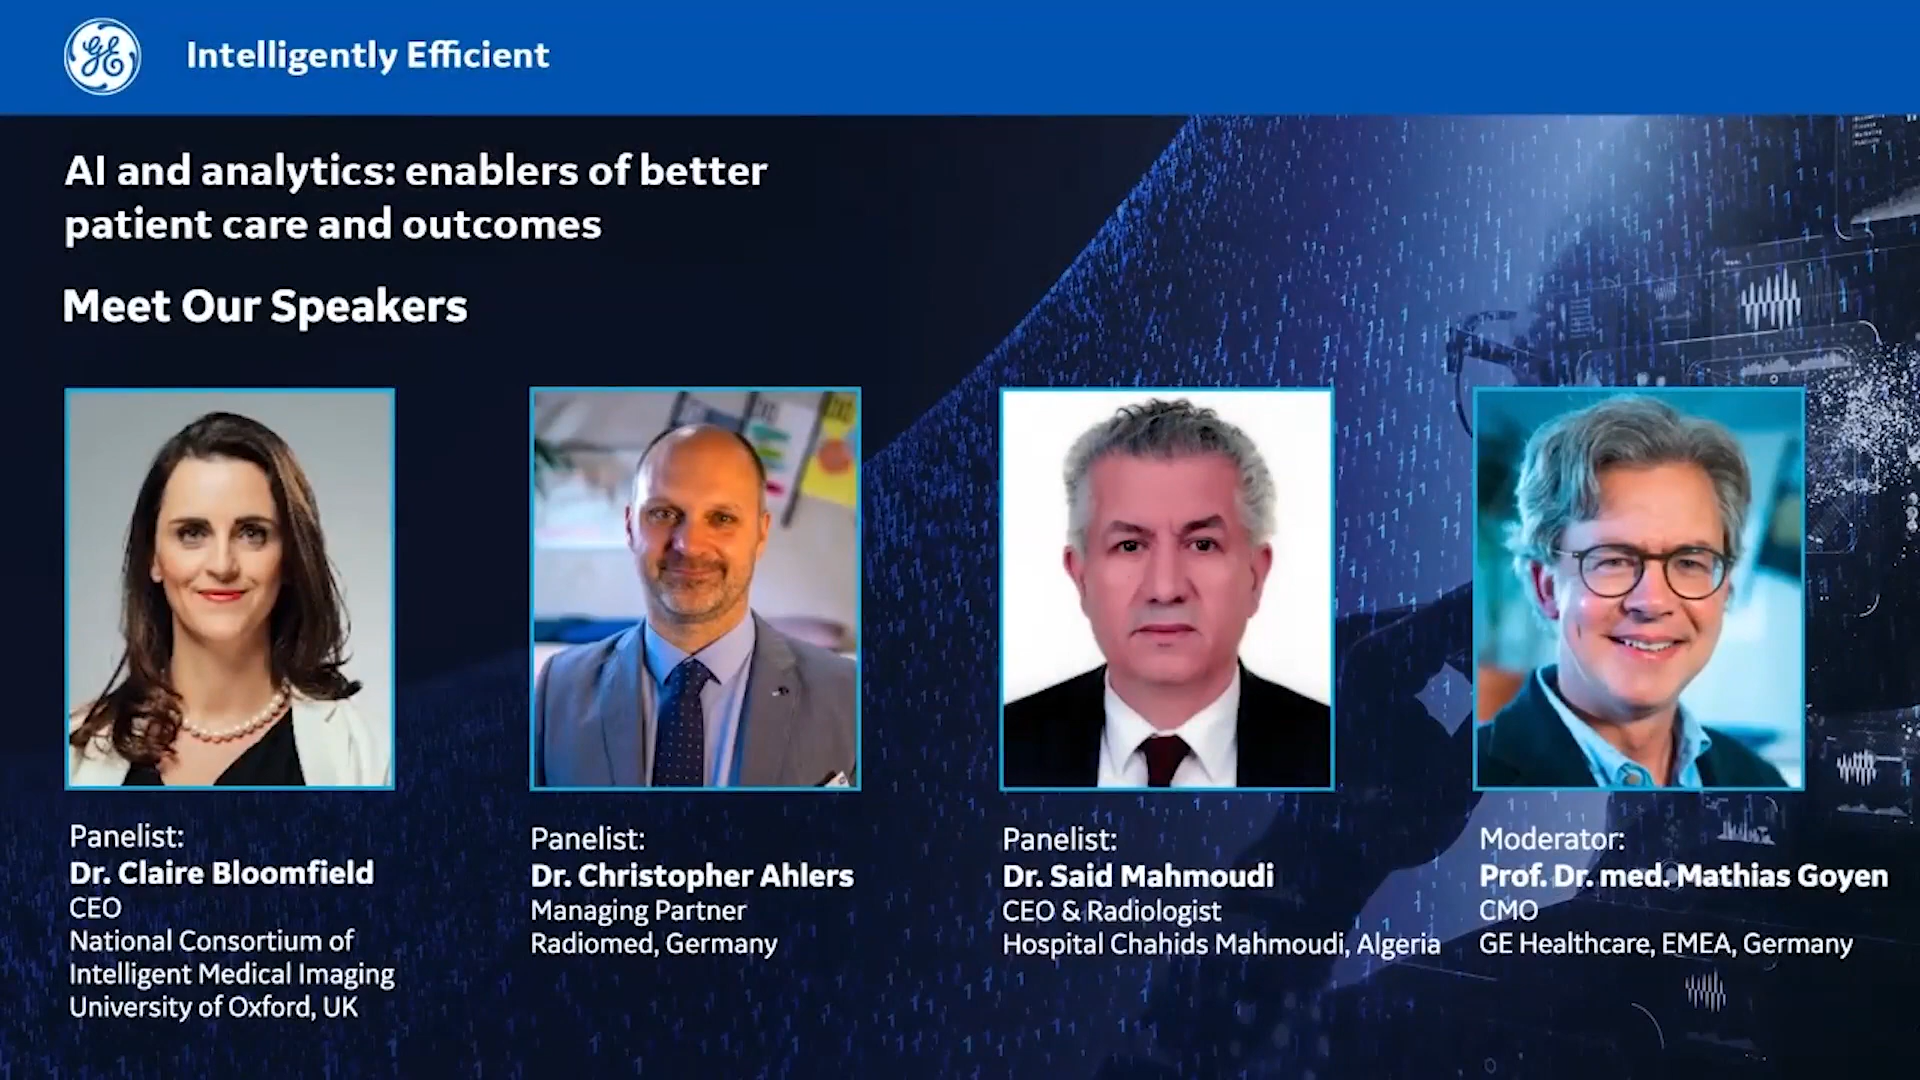 GE
Intelligently Efficient
AI and analytics: enablers of better
patient care and outcomes
Meet Our Speakers
Panelist:
Dr. Claire Bloomfield
CEO
National Consortium of
Intelligent Medical Imaging
University of Oxford, UK
Panelist:
Dr. Christopher Ahlers
Managing Partner
Radiomed, Germany
Panelist:
Dr. Said Mahmoudi
CEO & Radiologist
Hospital Chahids Mahmoudi, Algeria
Moderator:
Prof. Dr. med. Mathias Goyen
CMO
GE Healthcare, EMEA, Germany